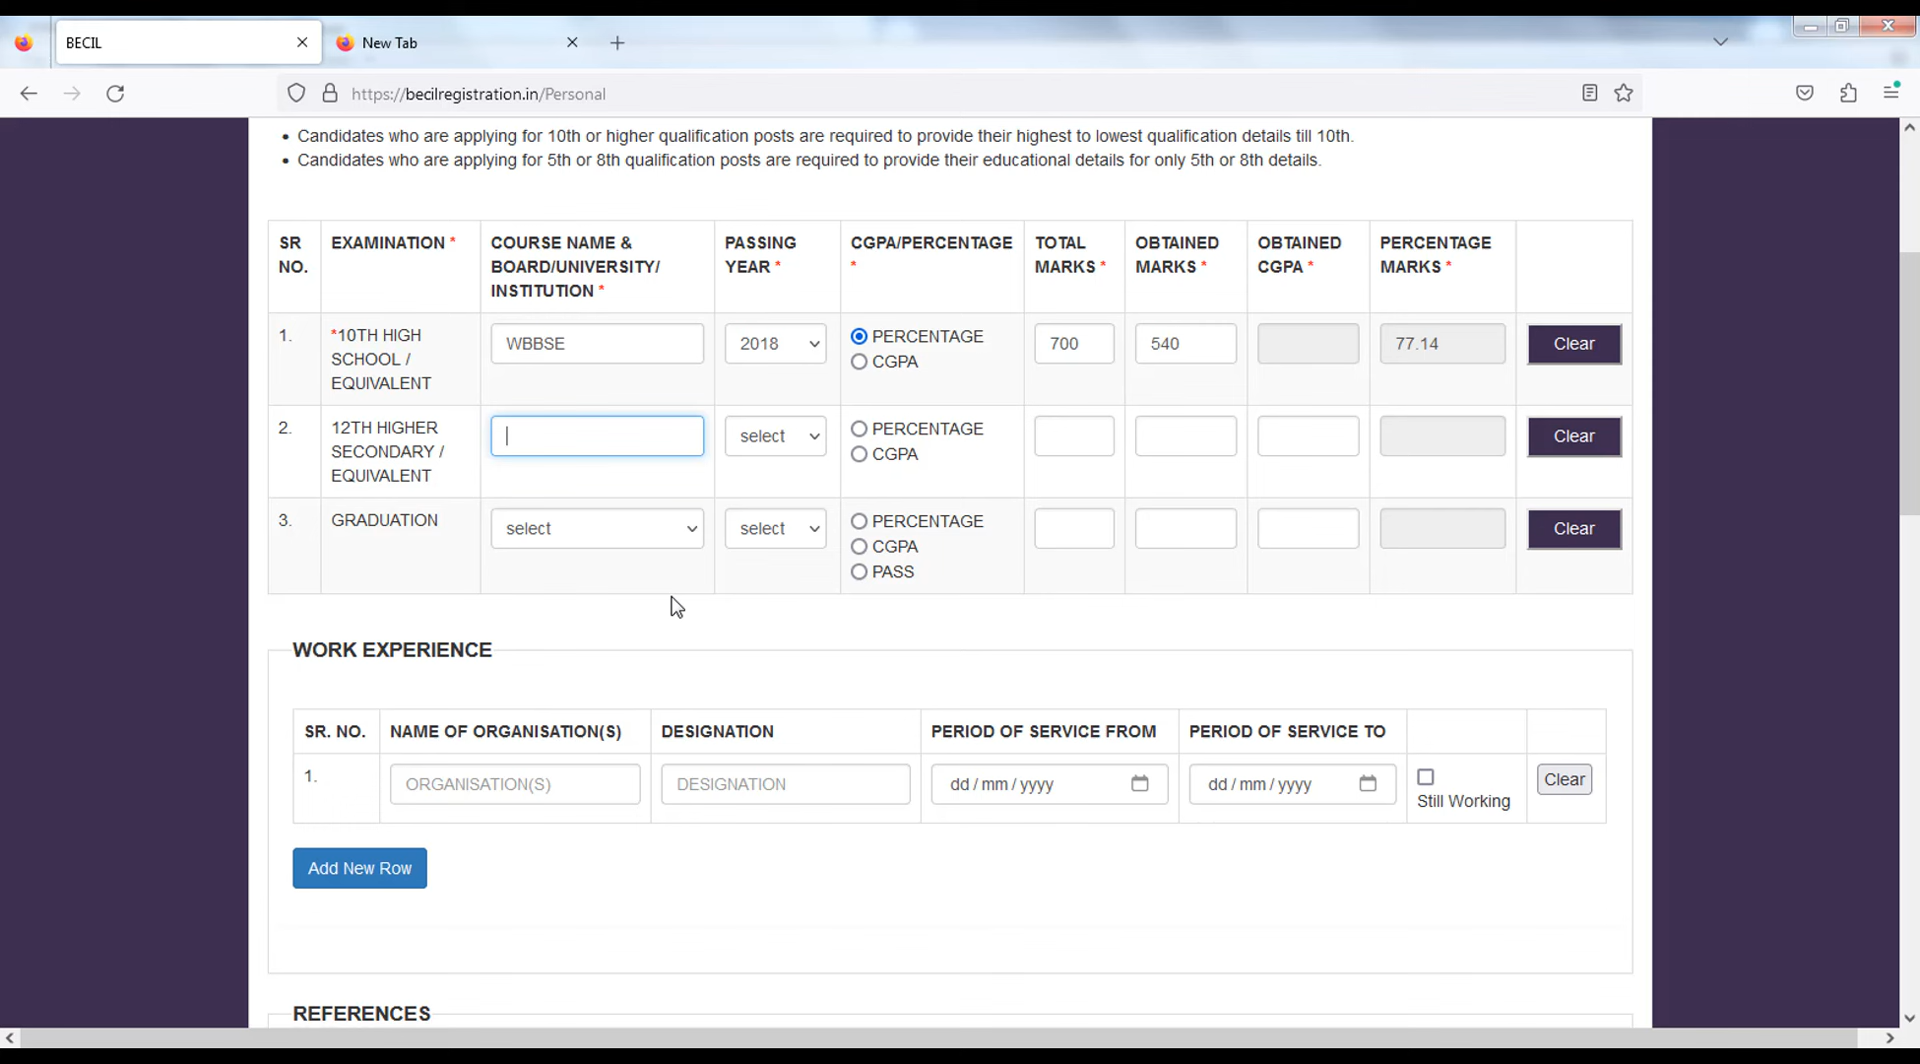 BECIL
New Tab
https://becilregistration.in/Personal
Candidates who are applying for 10th or higher qualification posts are required to provide their highest to lowest qualification details till 10th.
Candidates who are applying for 5th or 8th qualification posts are required to provide their educational details for only 5th or 8th details.
SR NO.
EXAMINATION *
COURSE NAME & BOARD/UNIVERSITY/ INSTITUTION *
PASSING YEAR *
CGPA/PERCENTAGE *
TOTAL MARKS *
OBTAINED MARKS *
OBTAINED CGPA *
PERCENTAGE MARKS *
1.
*10TH HIGH
SCHOOL /
EQUIVALENT
WBBSE
2018
PERCENTAGE
CGPA
700
540
77.14
Clear
2.
12TH HIGHER
SECONDARY /
EQUIVALENT
select
PERCENTAGE
CGPA
Clear
3.
GRADUATION
select
select
PERCENTAGE
CGPA
PASS
Clear
WORK EXPERIENCE
SR. NO.
NAME OF ORGANISATION(S)
DESIGNATION
PERIOD OF SERVICE FROM
PERIOD OF SERVICE TO
1.
ORGANISATION(S)
DESIGNATION
dd/mm/yyyy
dd/mm/yyyy
Still Working
Clear
Add New Row
REFERENCES